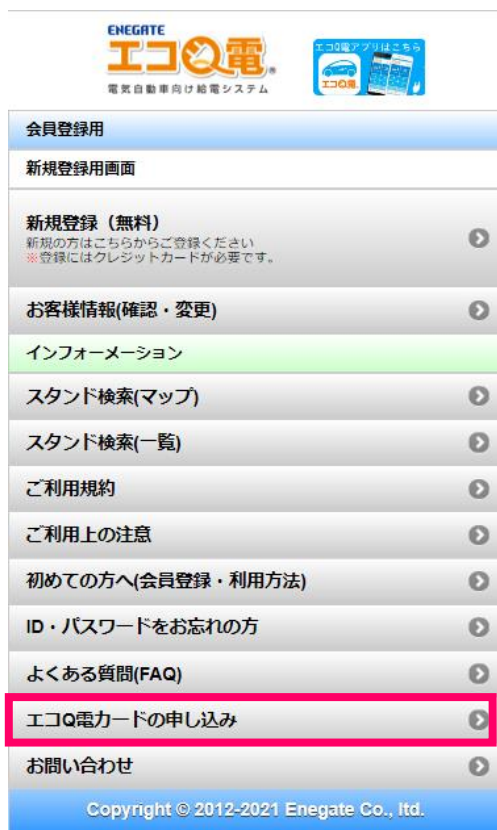 ENEGATE
エコQ電®
電気自動車向け給電システム
エコQ電アプリはこちら
エコQ電
会員登録用
新規登録用画面
新規登録（無料）
新規の方はこちらからご登録ください
※登録にはクレジットカードが必要です。
お客様情報(確認・変更)
インフォーメーション
スタンド検索(マップ)
スタンド検索(一覧)
ご利用規約
ご利用上の注意
初めての方へ(会員登録・利用方法)
ID・パスワードをお忘れの方
よくある質問(FAQ)
エコQ電カードの申し込み
お問い合わせ
Copyright © 2012-2021 Enegate Co., ltd.